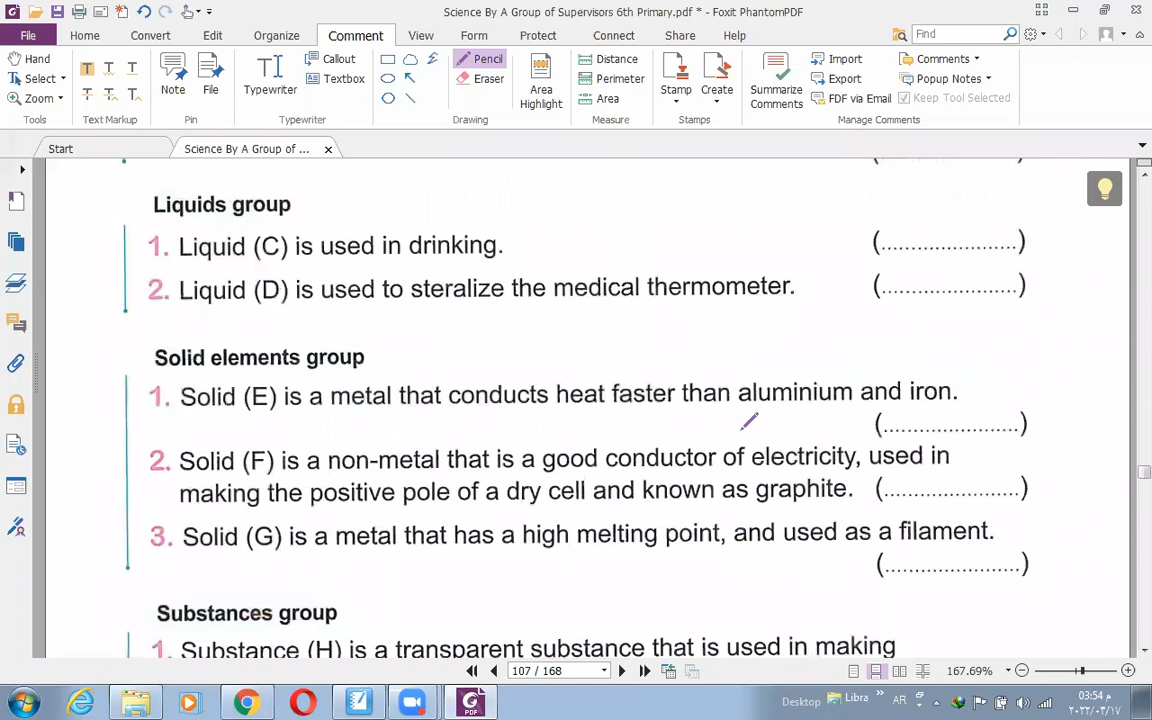 Science By A Group of Supervisors 6th Primary.pdf * - Foxit PhantomPDF
File Home Convert Edit Organize Comment View Form Protect Connect Share Help Find
Hand
Select
Zoom
Tools
Text Markup
Note
File
Pin
Typewriter
Callout
Textbox
Typewriter
Pencil
Eraser
Drawing
Area Highlight
Distance
Perimeter
Area
Measure
Stamp
Create
Stamps
Summarize Comments
Import
Export
FDF via Email
Comments
Popup Notes
Keep Tool Selected
Manage Comments
Start
Science By A Group of ...
Liquids group
1. Liquid (C) is used in drinking. (......................)
2. Liquid (D) is used to steralize the medical thermometer. (......................)
Solid elements group
1. Solid (E) is a metal that conducts heat faster than aluminium and iron.
(......................)
2. Solid (F) is a non-metal that is a good conductor of electricity, used in
making the positive pole of a dry cell and known as graphite. (......................)
3. Solid (G) is a metal that has a high melting point, and used as a filament.
(......................)
Substances group
1. Substance (H) is a transparent substance that is used in making
107 / 168
167.69%
Desktop
Libra
AR
03:54 م
٢٠٢٢/٠٣/١٧